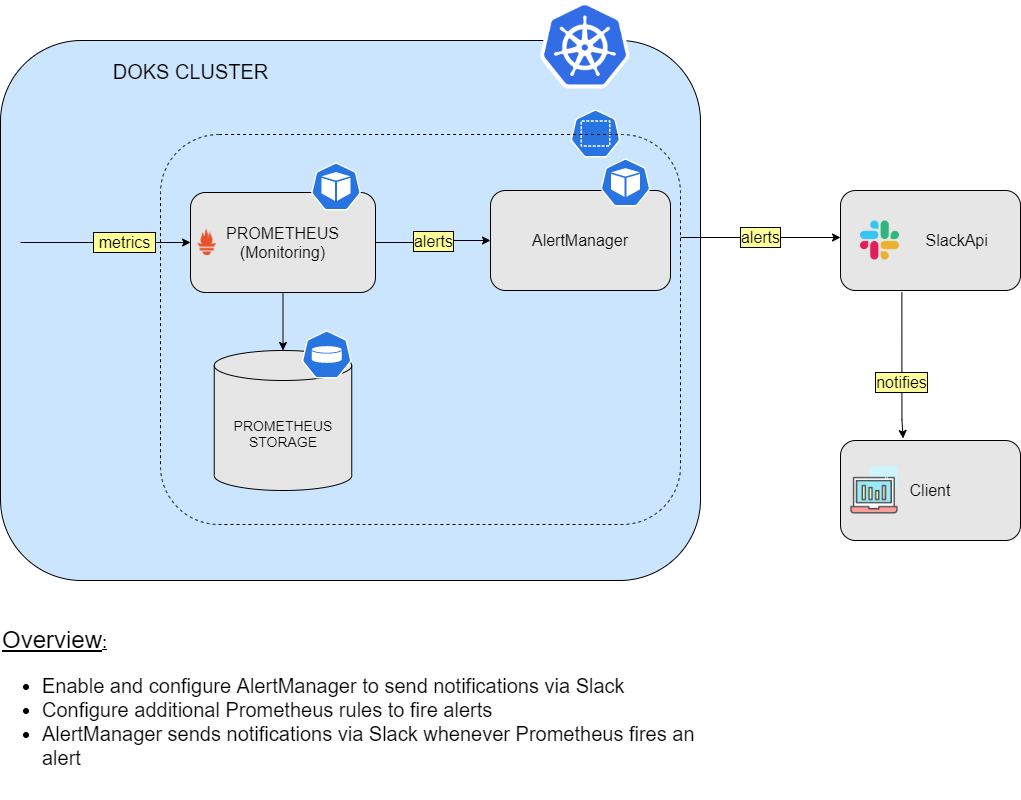 DOKS CLUSTER
metrics
PROMETHEUS
(Monitoring)
alerts
AlertManager
alerts
SlackApi
PROMETHEUS
STORAGE
notifies
Client
Overview:
• Enable and configure AlertManager to send notifications via Slack
• Configure additional Prometheus rules to fire alerts
• AlertManager sends notifications via Slack whenever Prometheus fires an
alert